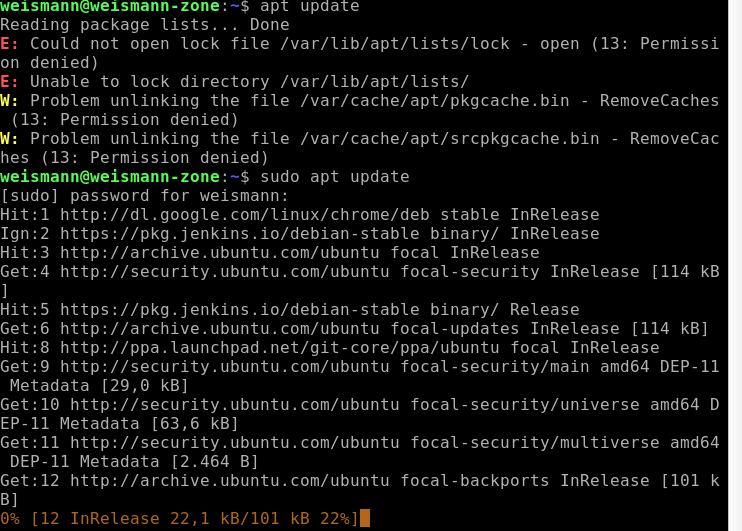 weismann@weismann-zone:~$ apt update
Reading package lists... Done
E: Could not open lock file /var/lib/apt/lists/lock - open (13: Permissi
on denied)
E: Unable to lock directory /var/lib/apt/lists/
W: Problem unlinking the file /var/cache/apt/pkgcache.bin - RemoveCaches
 (13: Permission denied)
W: Problem unlinking the file /var/cache/apt/srcpkgcache.bin - RemoveCac
hes (13: Permission denied)
weismann@weismann-zone:~$ sudo apt update
[sudo] password for weismann:
Hit:1 http://dl.google.com/linux/chrome/deb stable InRelease
Ign:2 https://pkg.jenkins.io/debian-stable binary/ InRelease
Hit:3 http://archive.ubuntu.com/ubuntu focal InRelease
Get:4 http://security.ubuntu.com/ubuntu focal-security InRelease [114 kB
]
Hit:5 https://pkg.jenkins.io/debian-stable binary/ Release
Get:6 http://archive.ubuntu.com/ubuntu focal-updates InRelease [114 kB]
Hit:8 http://ppa.launchpad.net/git-core/ppa/ubuntu focal InRelease
Get:9 http://security.ubuntu.com/ubuntu focal-security/main amd64 DEP-11
 Metadata [29,0 kB]
Get:10 http://security.ubuntu.com/ubuntu focal-security/universe amd64 D
EP-11 Metadata [63,6 kB]
Get:11 http://security.ubuntu.com/ubuntu focal-security/multiverse amd64
 DEP-11 Metadata [2.464 B]
Get:12 http://archive.ubuntu.com/ubuntu focal-backports InRelease [101 k
B]
0% [12 InRelease 22,1 kB/101 kB 22%]